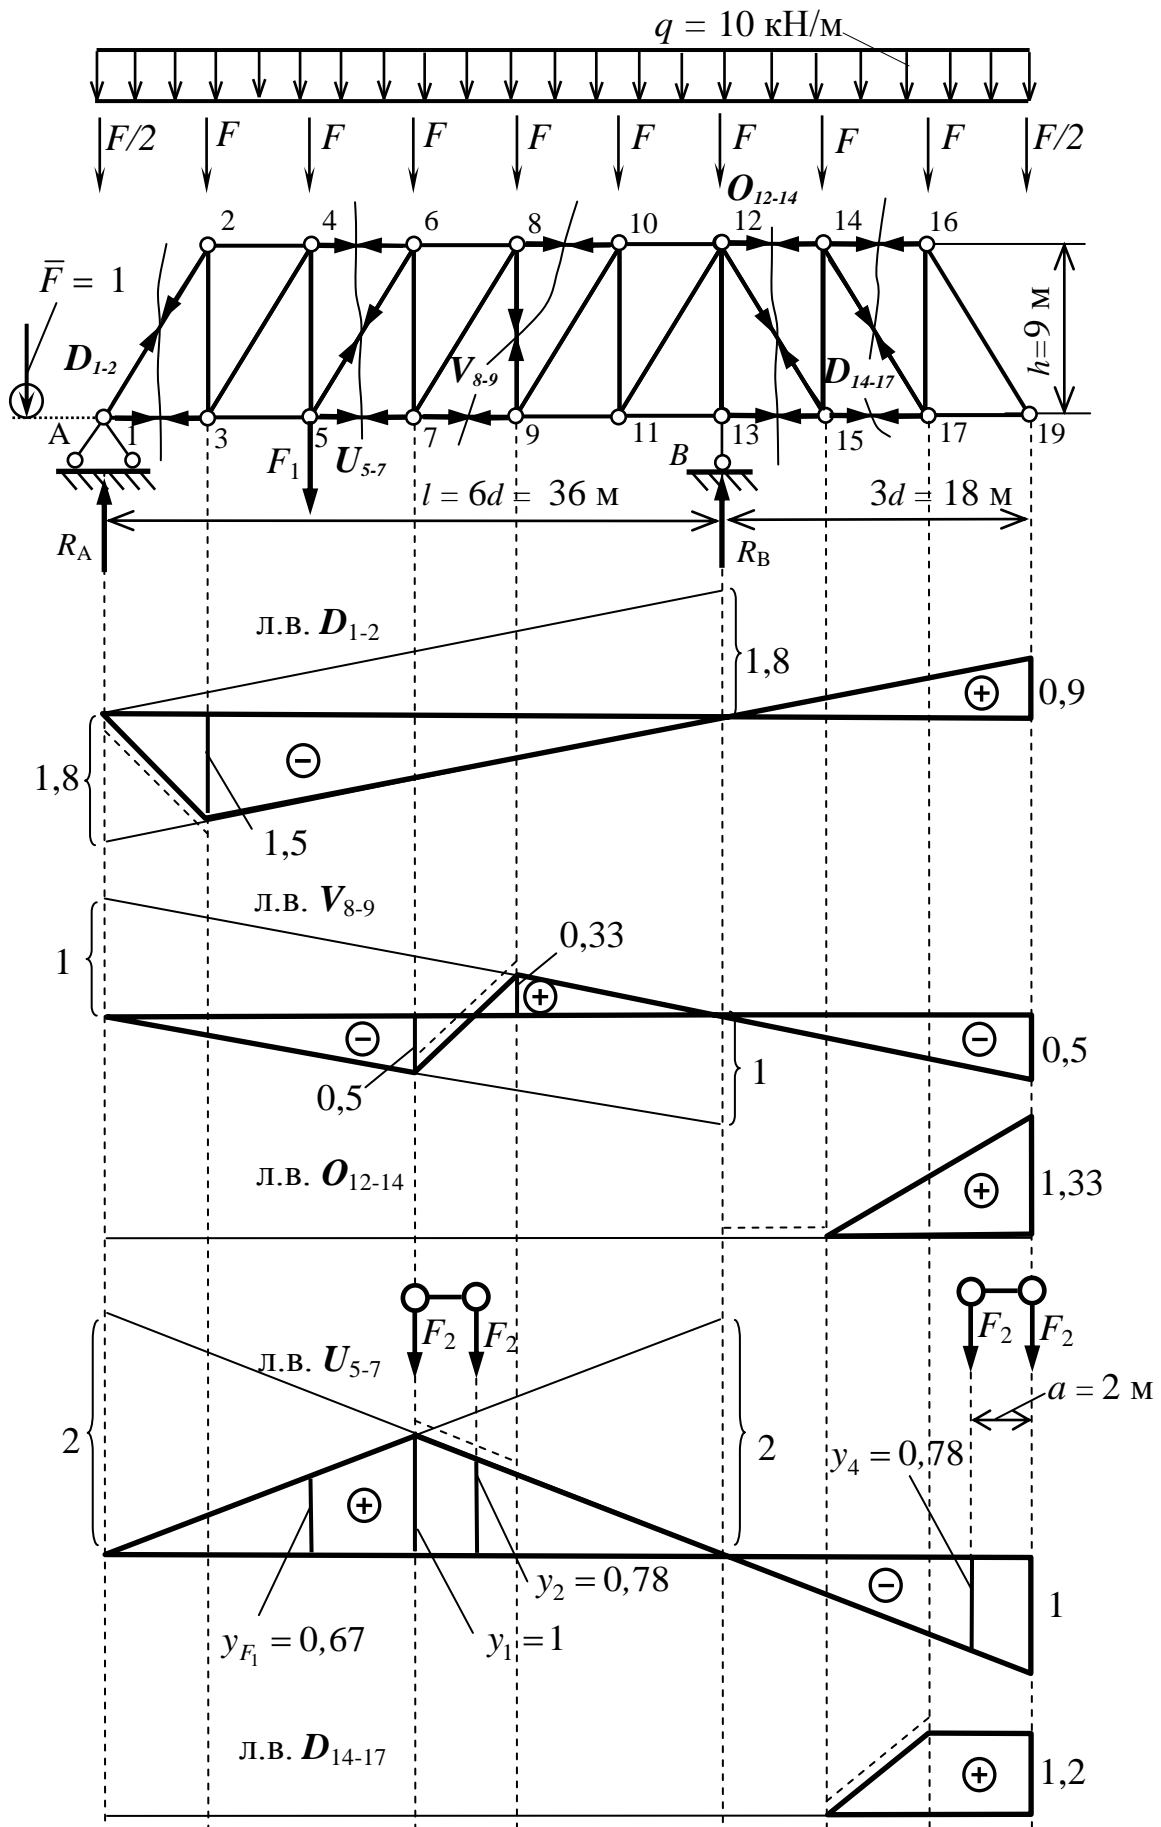 q = 10 кН/м
F/2 F F F F F F F F F/2
O12-14
2 4 6 8 10 12 14 16
F̅ = 1
D1-2 V8-9 D14-17
h=9 м
A 1 3 5 7 9 11 13 15 17 19
F1 U5-7 B
l = 6d = 36 м 3d = 18 м
RA RB
л.в. D1-2
1,8
0,9
1,8
1,5
л.в. V8-9
0,33
1
0,5
0,5
1
л.в. O12-14
1,33
F2 F2 F2 F2
л.в. U5-7
a = 2 м
2 2
y4 = 0,78
y2 = 0,78
1
yF1 = 0,67 y1 = 1
л.в. D14-17
1,2